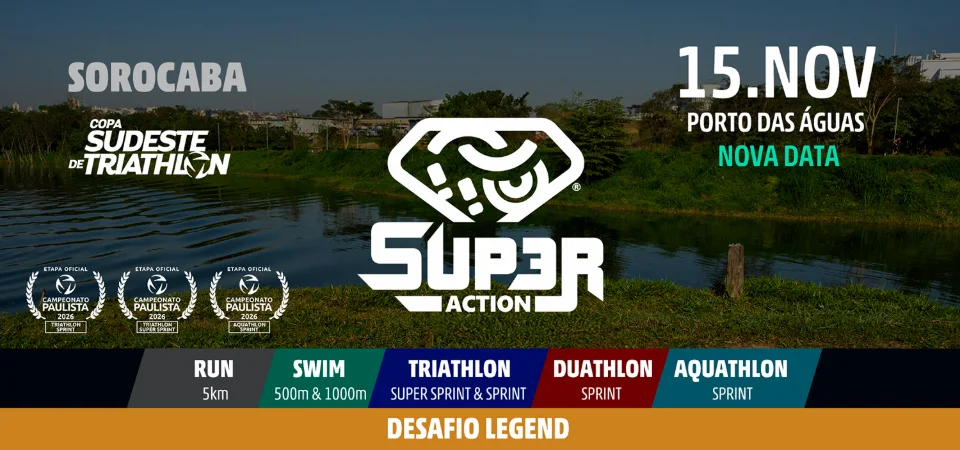 SOROCABA
COPA
SUDESTE
DE TRIATHLON
15.NOV
PORTO DAS ÁGUAS
NOVA DATA
®
SUP3R
ACTION
ETAPA OFICIAL
CAMPEONATO
PAULISTA
2026
TRIATHLON
SPRINT
ETAPA OFICIAL
CAMPEONATO
PAULISTA
2026
TRIATHLON
SUPER SPRINT
ETAPA OFICIAL
CAMPEONATO
PAULISTA
2026
AQUATHLON
SPRINT
RUN
5km
SWIM
500m & 1000m
TRIATHLON
SUPER SPRINT & SPRINT
DUATHLON
SPRINT
AQUATHLON
SPRINT
DESAFIO LEGEND